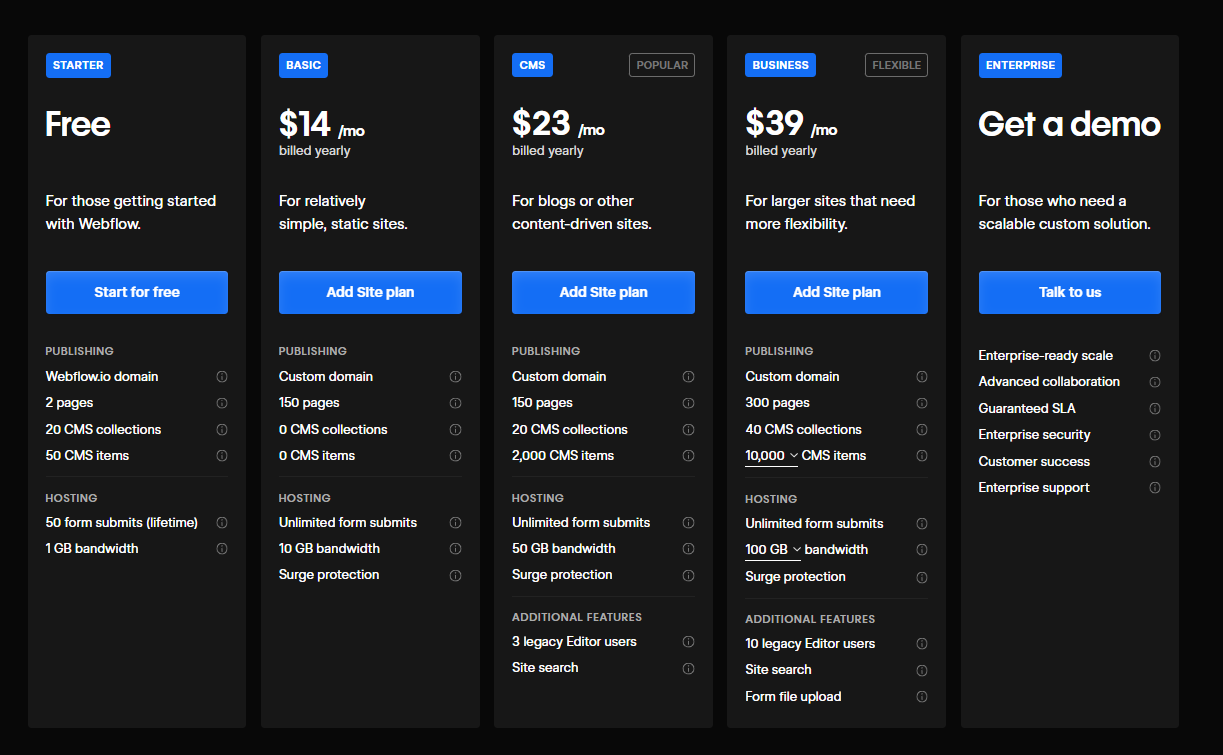 STARTER
Free
For those getting started
with Webflow.
Start for free
PUBLISHING
Webflow.io domain
2 pages
20 CMS collections
50 CMS items
HOSTING
50 form submits (lifetime)
1 GB bandwidth
BASIC
$14 /mo
billed yearly
For relatively
simple, static sites.
Add Site plan
PUBLISHING
Custom domain
150 pages
0 CMS collections
0 CMS items
HOSTING
Unlimited form submits
10 GB bandwidth
Surge protection
CMS
POPULAR
$23 /mo
billed yearly
For blogs or other
content-driven sites.
Add Site plan
PUBLISHING
Custom domain
150 pages
20 CMS collections
2,000 CMS items
HOSTING
Unlimited form submits
50 GB bandwidth
Surge protection
ADDITIONAL FEATURES
3 legacy Editor users
Site search
BUSINESS
FLEXIBLE
$39 /mo
billed yearly
For larger sites that need
more flexibility.
Add Site plan
PUBLISHING
Custom domain
300 pages
40 CMS collections
10,000 CMS items
HOSTING
Unlimited form submits
100 GB bandwidth
Surge protection
ADDITIONAL FEATURES
10 legacy Editor users
Site search
Form file upload
ENTERPRISE
Get a demo
For those who need a
scalable custom solution.
Talk to us
Enterprise-ready scale
Advanced collaboration
Guaranteed SLA
Enterprise security
Customer success
Enterprise support